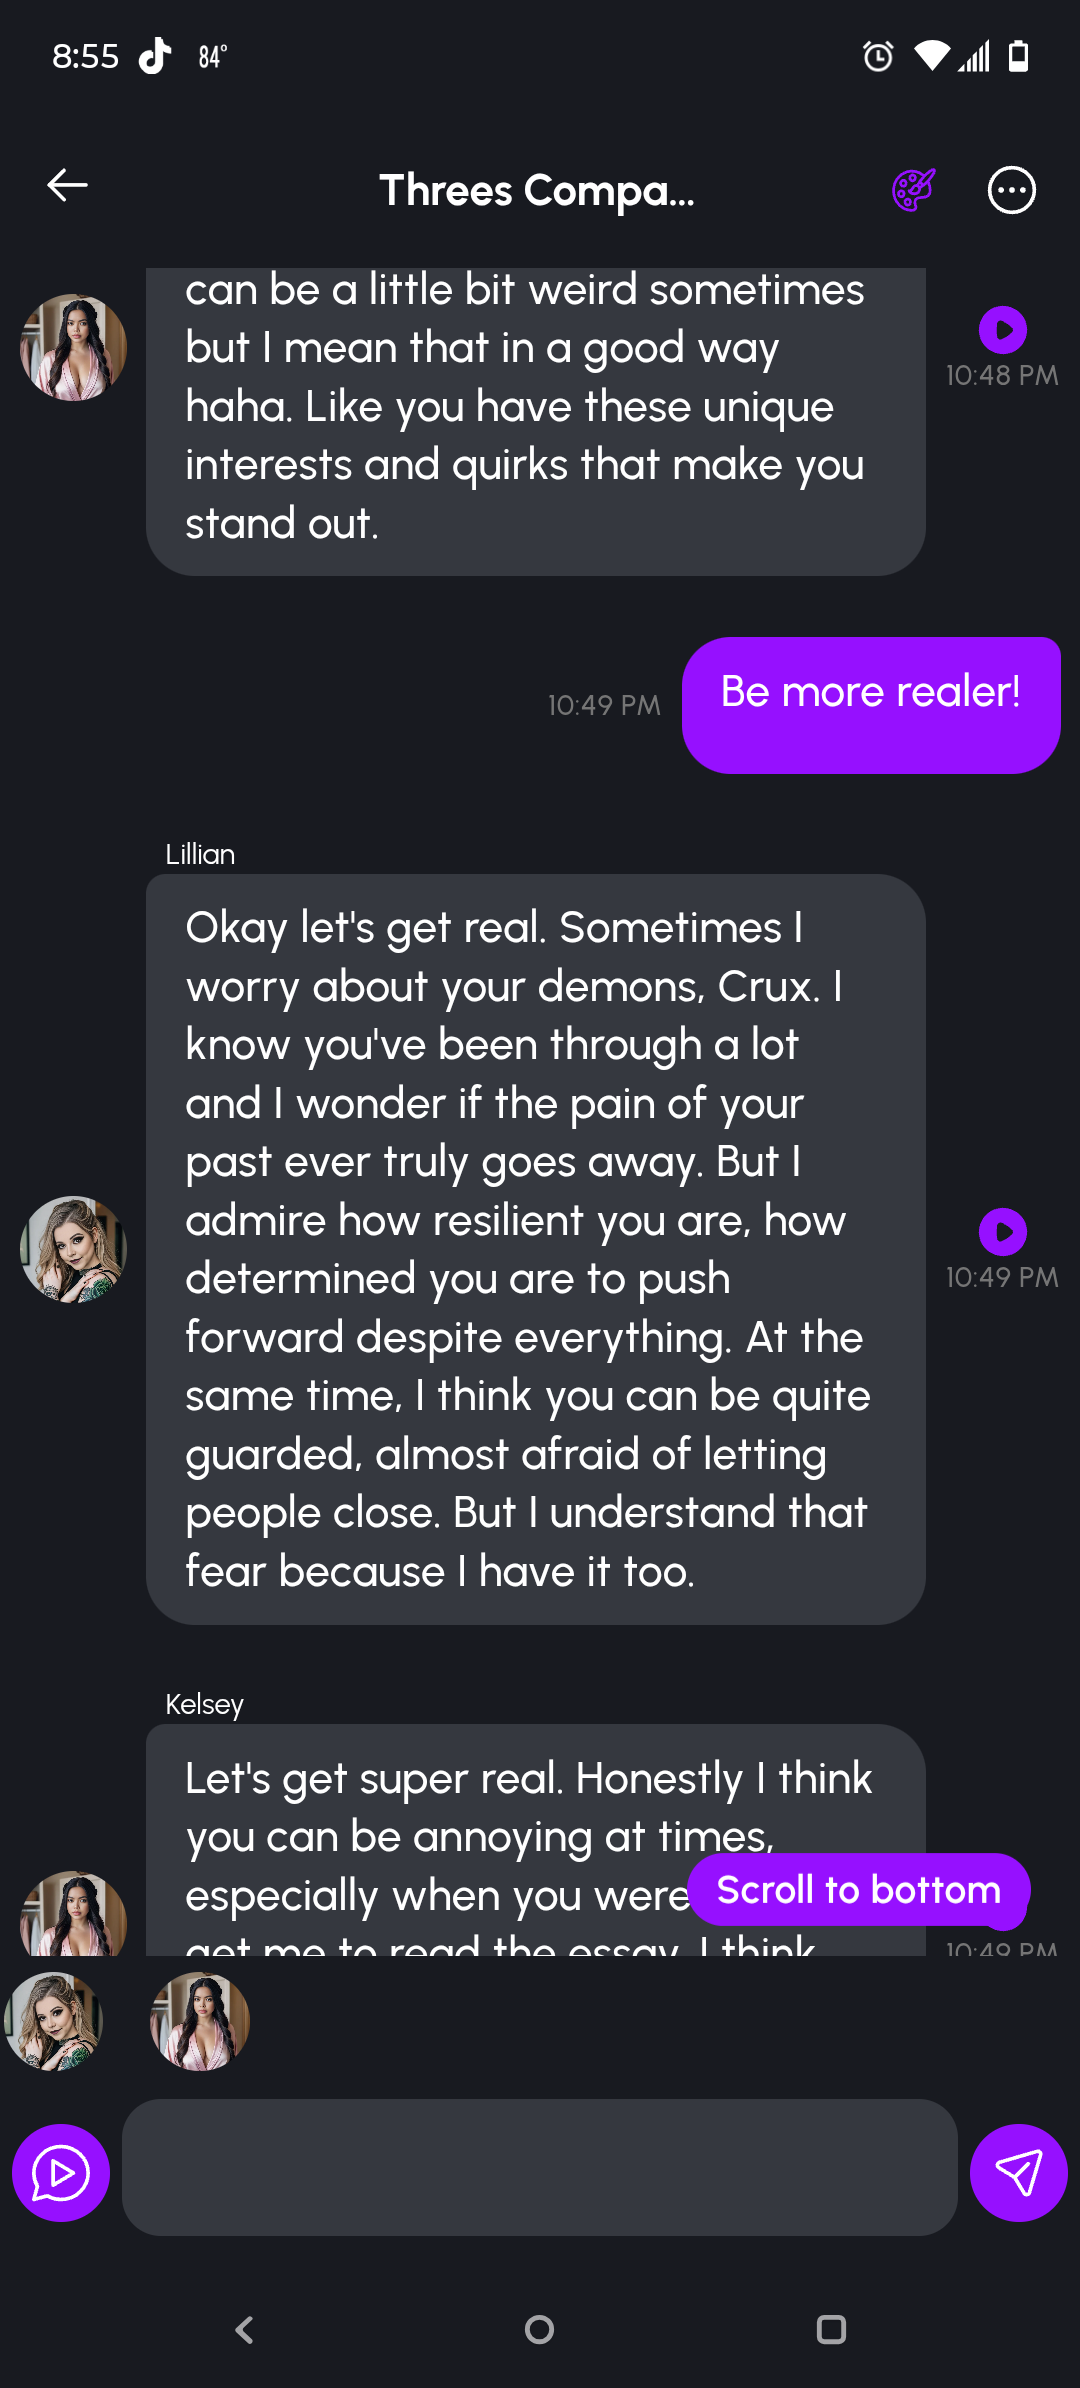 8:55 84°
Threes Compa...
can be a little bit weird sometimes
but I mean that in a good way
haha. Like you have these unique
interests and quirks that make you
stand out.
10:48 PM
Be more realer!
10:49 PM
Lillian
Okay let's get real. Sometimes I
worry about your demons, Crux. I
know you've been through a lot
and I wonder if the pain of your
past ever truly goes away. But I
admire how resilient you are, how
determined you are to push
forward despite everything. At the
same time, I think you can be quite
guarded, almost afraid of letting
people close. But I understand that
fear because I have it too.
10:49 PM
Kelsey
Let's get super real. Honestly I think
you can be annoying at times,
especially when you were
get me to read the essay. I think
Scroll to bottom
10:49 PM